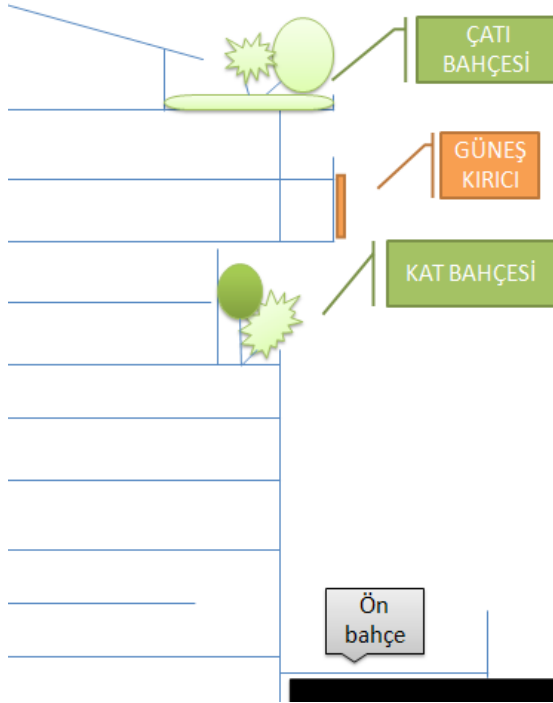 ÇATI
BAHÇESİ
GÜNEŞ
KIRICI
KAT BAHÇESİ
Ön
bahçe